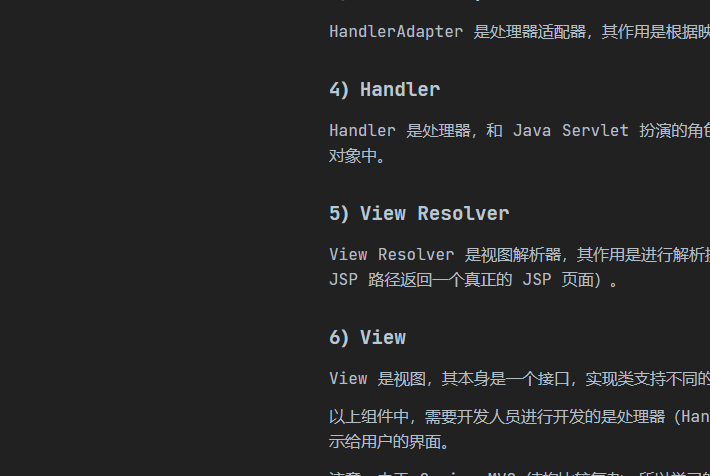 HandlerAdapter 是处理器适配器，其作用是根据映
4) Handler
Handler 是处理器，和 Java Servlet 扮演的角色
对象中。
5) View Resolver
View Resolver 是视图解析器，其作用是进行解析
JSP 路径返回一个真正的 JSP 页面）。
6) View
View 是视图，其本身是一个接口，实现类支持不同的
以上组件中，需要开发人员进行开发的是处理器（Han
示给用户的界面。